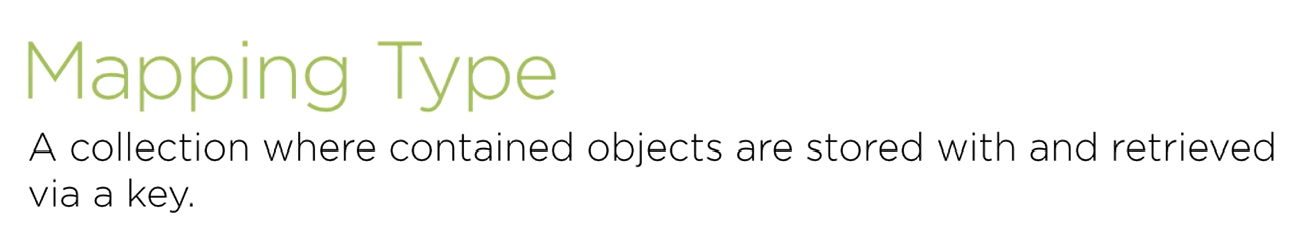 Mapping Type
A collection where contained objects are stored with and retrieved
via a key.